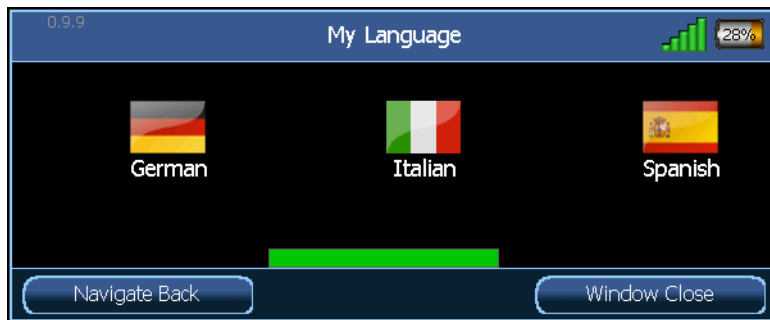 0.9.9
My Language
28%
German
Italian
Spanish
Navigate Back
Window Close